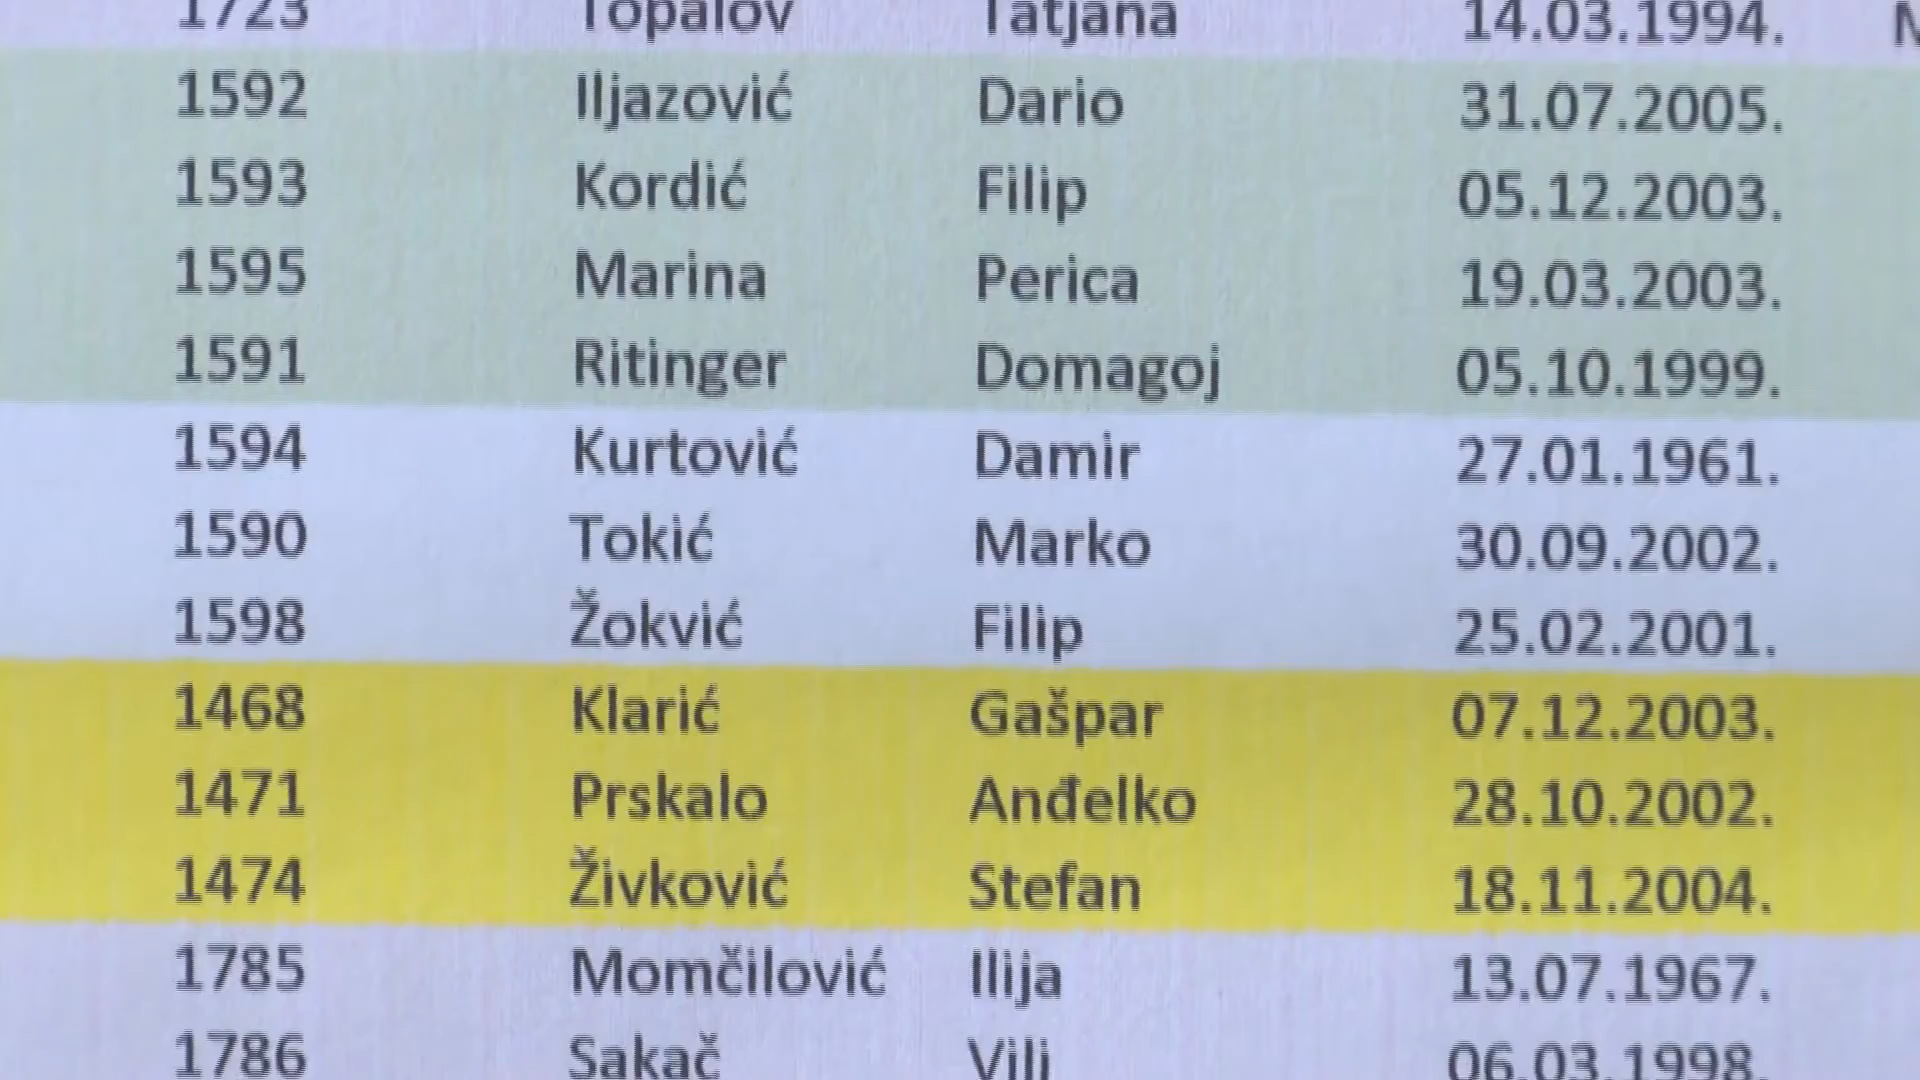 1723 Topalov Tatjana 14.03.1994.
1592 Iljazović Dario 31.07.2005.
1593 Kordić Filip 05.12.2003.
1595 Marina Perica 19.03.2003.
1591 Ritinger Domagoj 05.10.1999.
1594 Kurtović Damir 27.01.1961.
1590 Tokić Marko 30.09.2002.
1598 Žokvić Filip 25.02.2001.
1468 Klarić Gašpar 07.12.2003.
1471 Prskalo Anđelko 28.10.2002.
1474 Živković Stefan 18.11.2004.
1785 Momčilović Ilija 13.07.1967.
1786 Sakač Vili 06.03.1998.